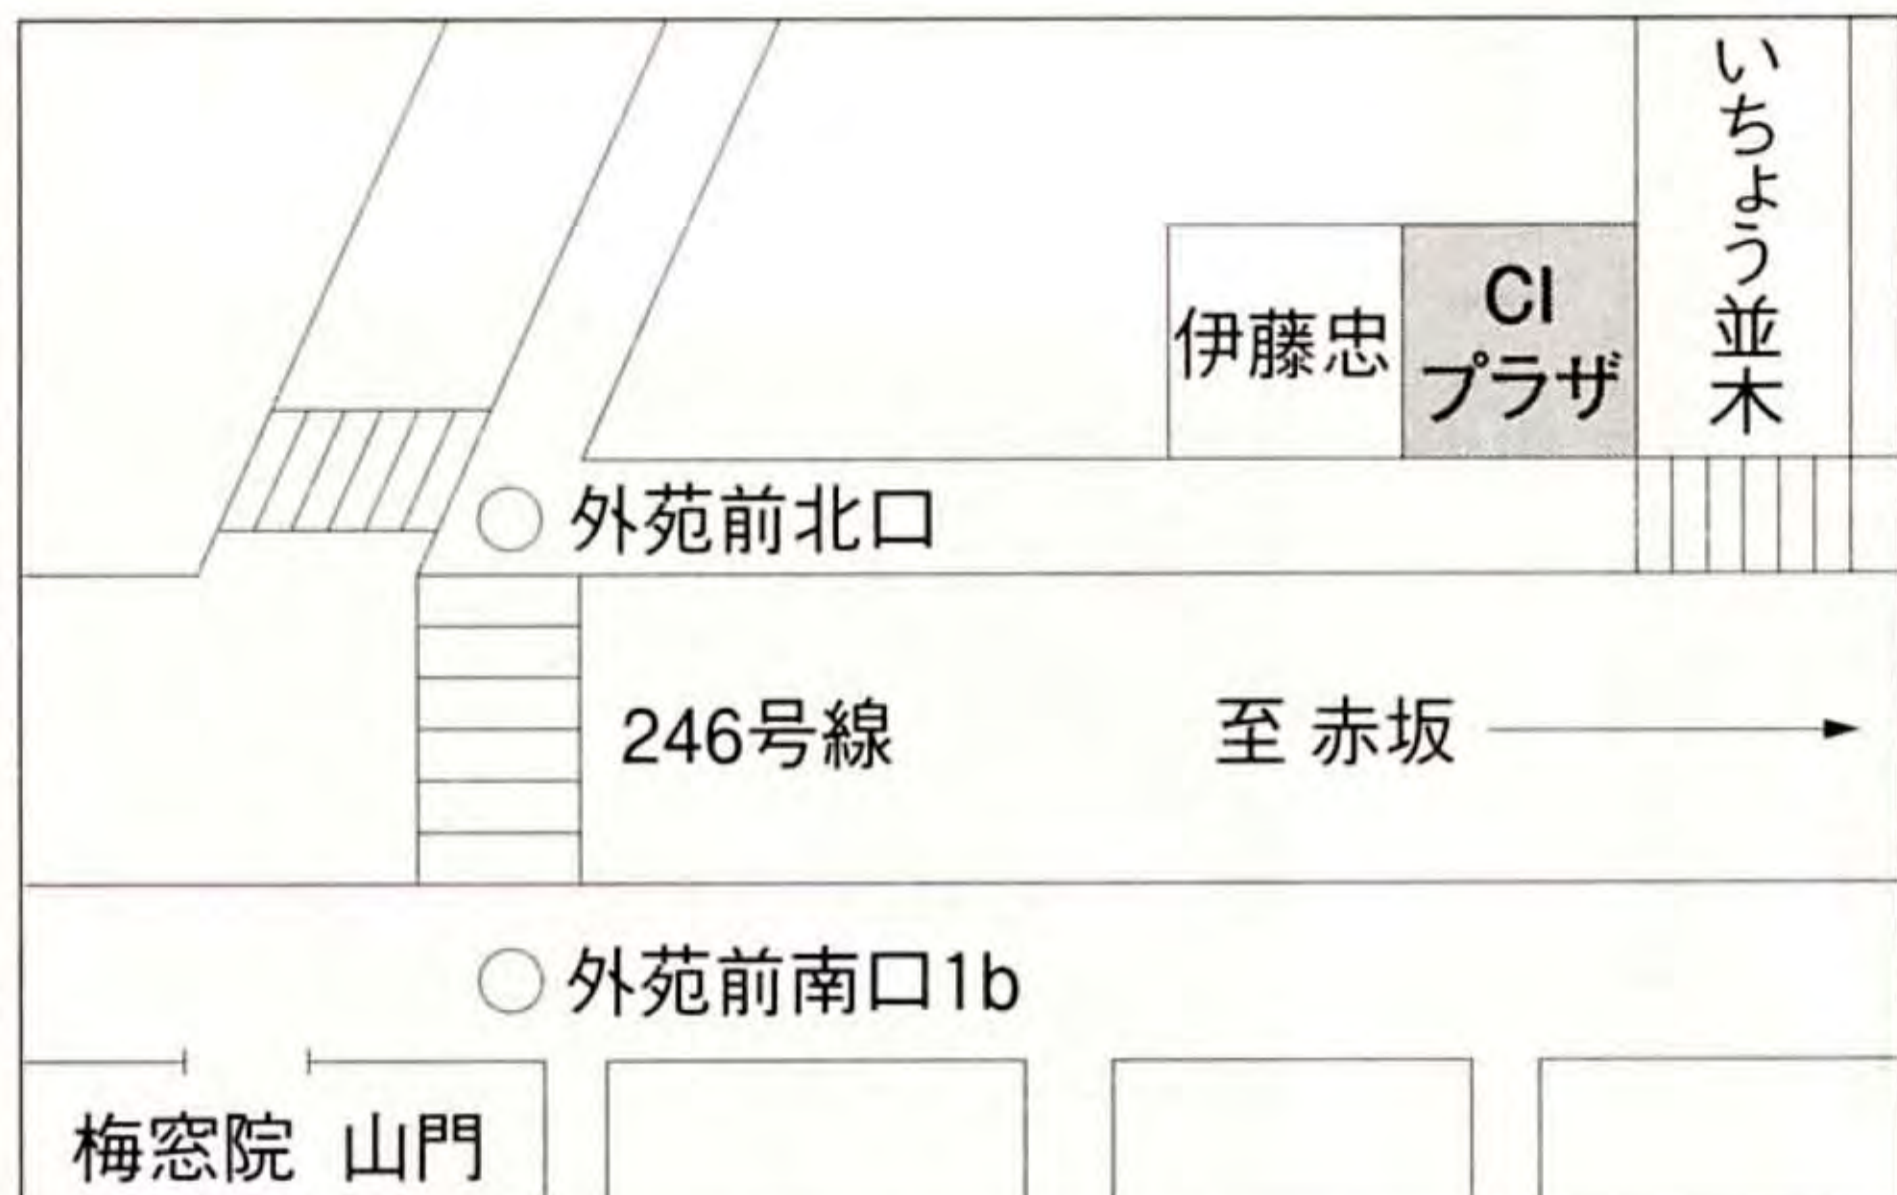 いちょう並木
伊藤忠
CI
プラザ
外苑前北口
246号線
至 赤坂
外苑前南口1b
梅窓院 山門